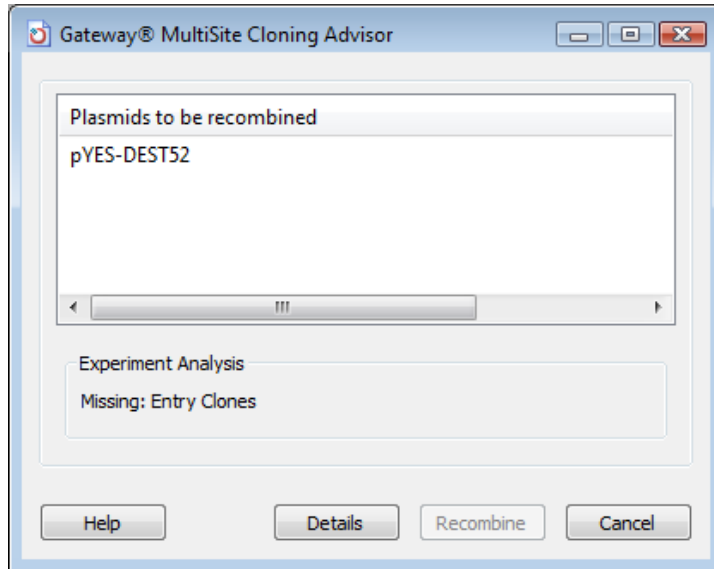 Gateway® MultiSite Cloning Advisor
Plasmids to be recombined
pYES-DEST52
Experiment Analysis
Missing: Entry Clones
Help
Details
Recombine
Cancel